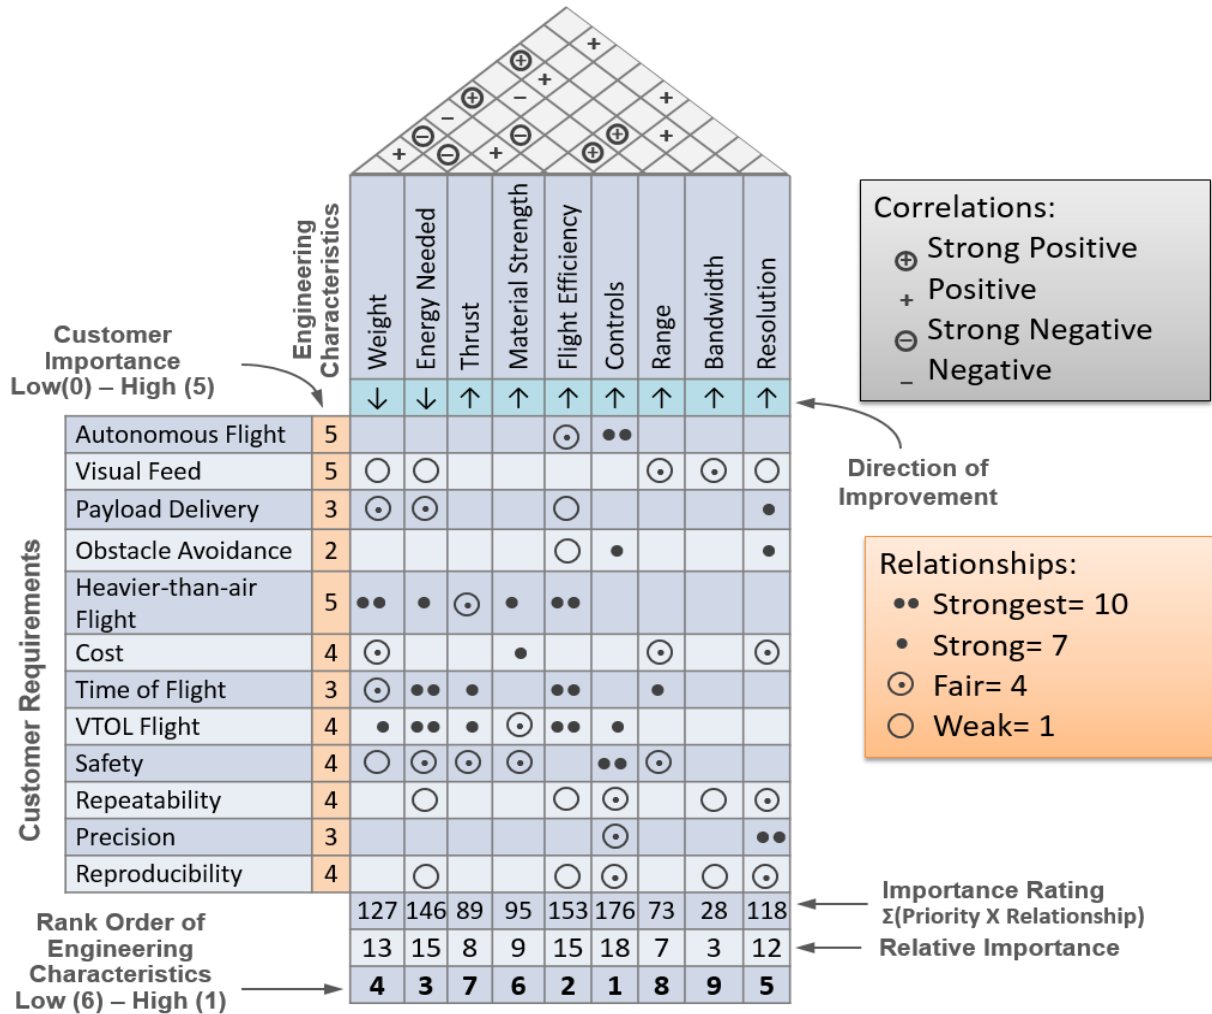 Engineering
Characteristics
Weight
Energy Needed
Thrust
Material Strength
Flight Efficiency
Controls
Range
Bandwidth
Resolution
Correlations:
Strong Positive
+ Positive
Strong Negative
– Negative
Customer
Importance
Low(0) – High (5)
↓ ↓ ↑ ↑ ↑ ↑ ↑ ↑ ↑
Direction of
Improvement
Customer Requirements
Autonomous Flight 5
Visual Feed 5
Payload Delivery 3
Obstacle Avoidance 2
Heavier-than-air
Flight 5
Cost 4
Time of Flight 3
VTOL Flight 4
Safety 4
Repeatability 4
Precision 3
Reproducibility 4
Relationships:
Strongest= 10
Strong= 7
Fair= 4
Weak= 1
127 146 89 95 153 176 73 28 118
13 15 8 9 15 18 7 3 12
4 3 7 6 2 1 8 9 5
Importance Rating
Σ(Priority X Relationship)
Relative Importance
Rank Order of
Engineering
Characteristics
Low (6) – High (1)